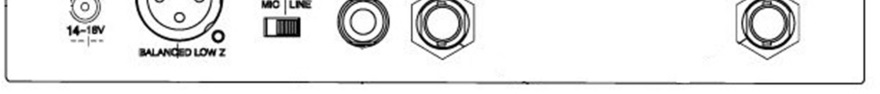 MIC | LINE
14~18V
BALANCED LOW Z